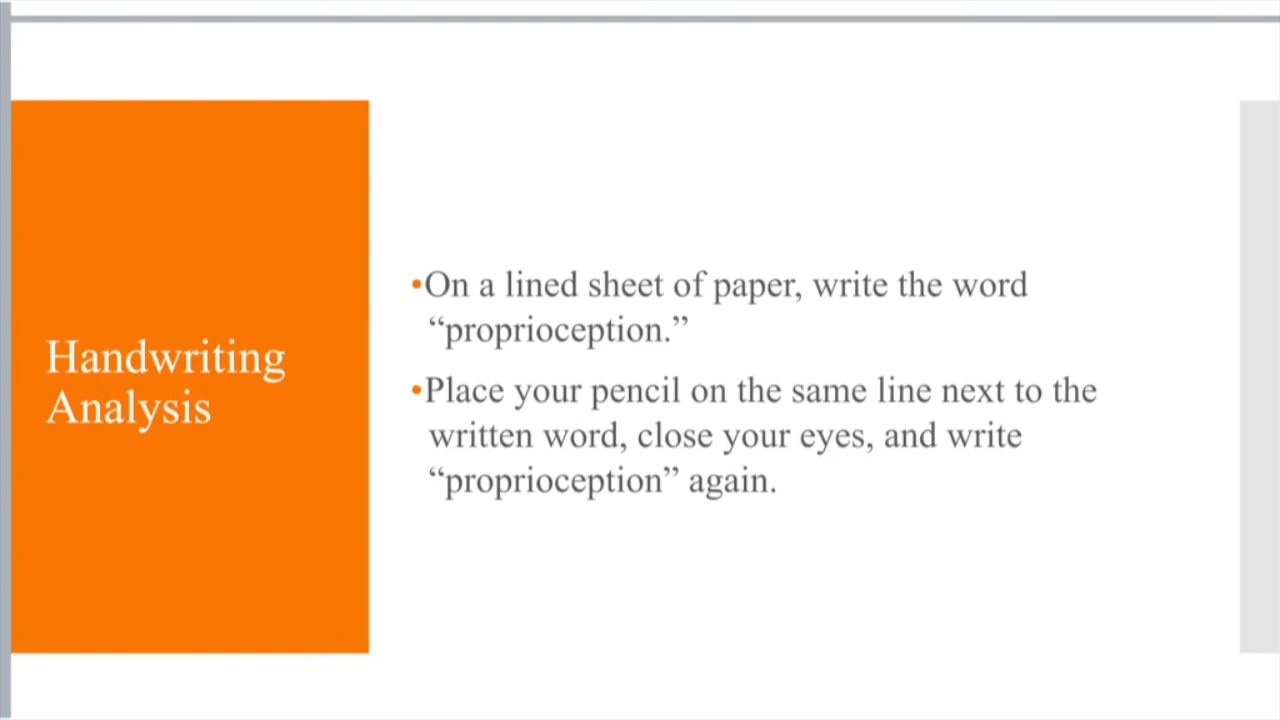 Handwriting
Analysis
•On a lined sheet of paper, write the word
“proprioception.”
•Place your pencil on the same line next to the
written word, close your eyes, and write
“proprioception” again.